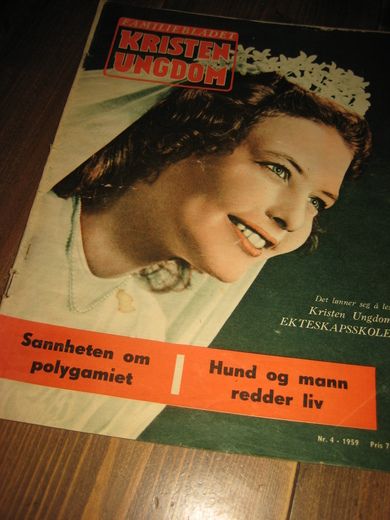 FAMILIEBLADET
KRISTEN
UNGDOM
Det lønner seg å
Kristen Ungdom
EKTESKAPSSKOLE
Sannheten om
polygamiet
Hund og mann
redder liv
Nr. 4 - 1959 Pris